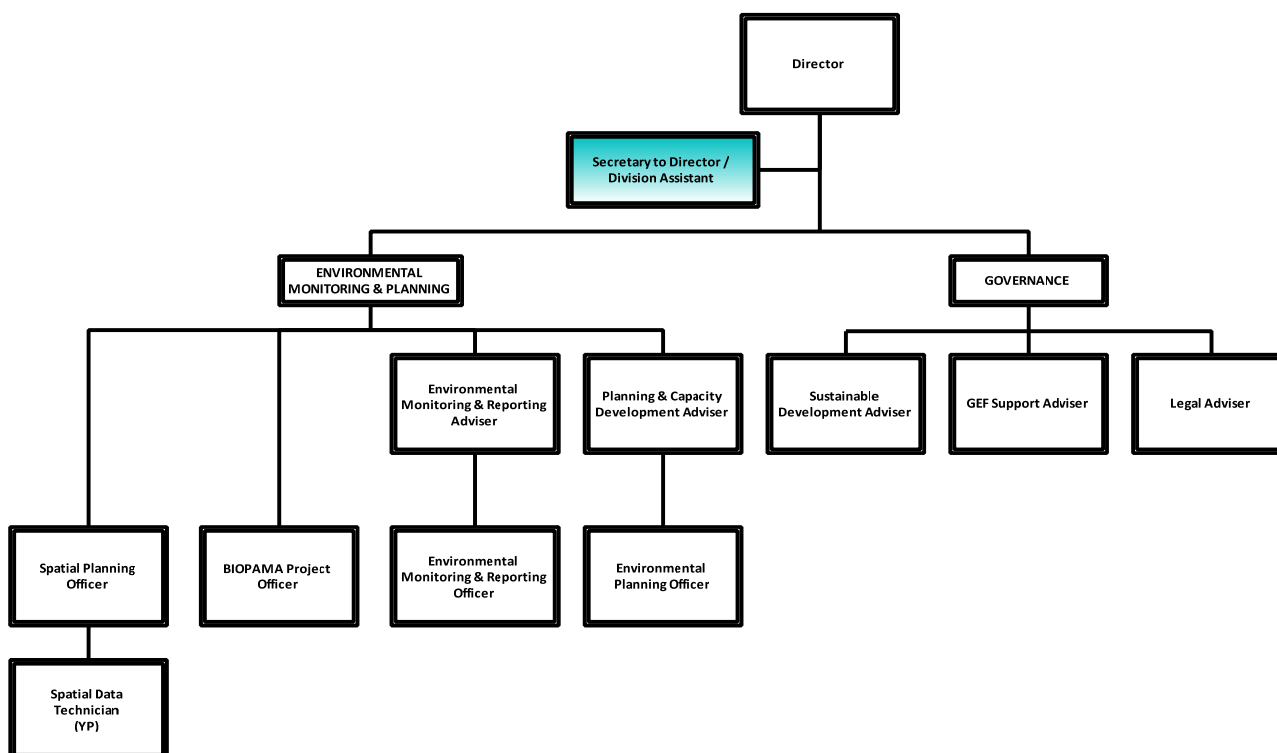 Director
Secretary to Director /
Division Assistant
ENVIRONMENTAL
MONITORING & PLANNING
GOVERNANCE
Environmental
Monitoring & Reporting
Adviser
Planning & Capacity
Development Adviser
Sustainable
Development Adviser
GEF Support Adviser
Legal Adviser
Spatial Planning
Officer
BIOPAMA Project
Officer
Environmental
Monitoring & Reporting
Officer
Environmental
Planning Officer
Spatial Data
Technician
(YP)